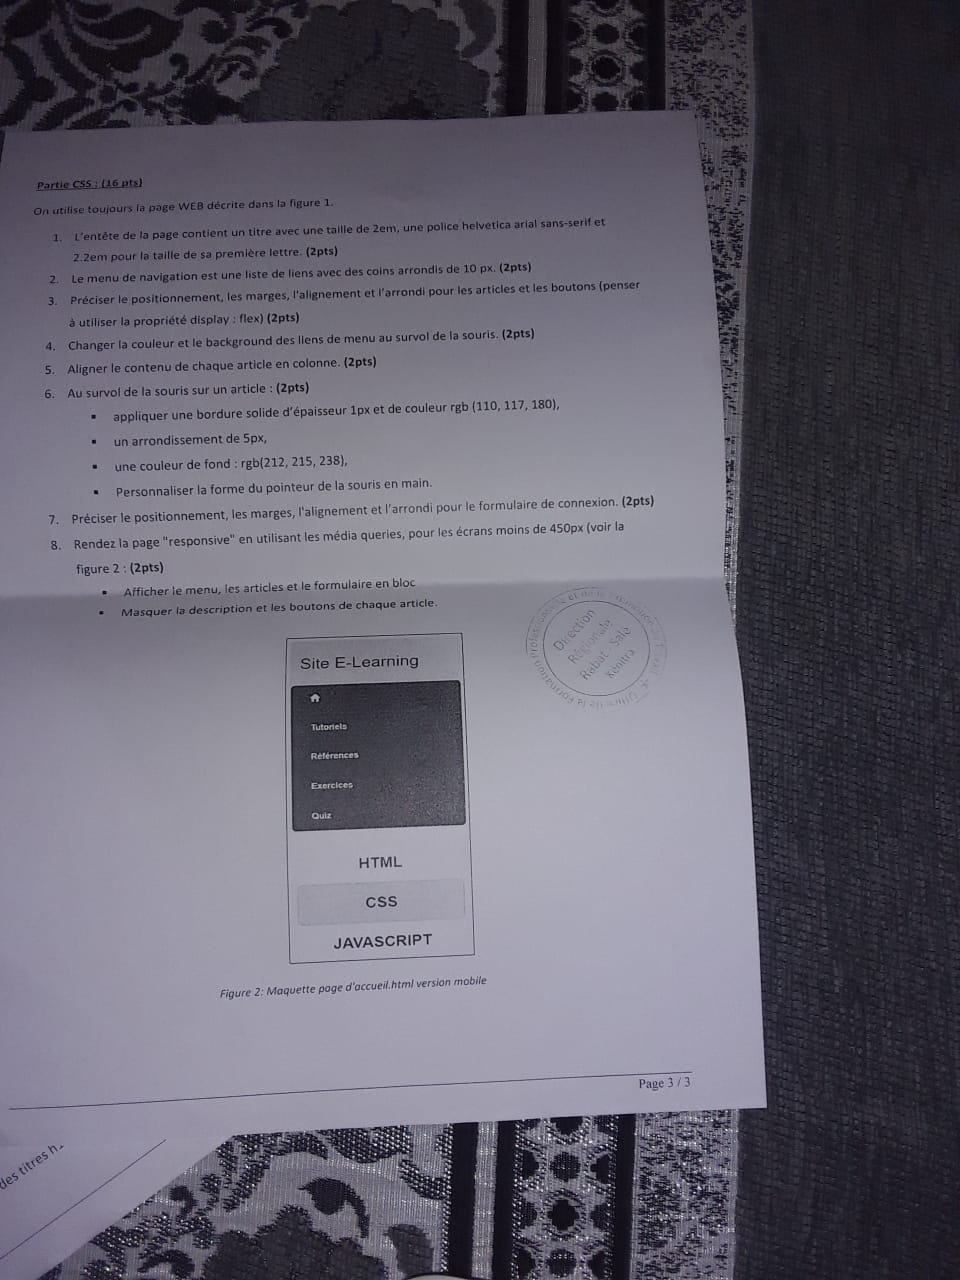 Partie CSS : (16 pts)
On utilise toujours la page WEB décrite dans la figure 1.
1. L'entête de la page contient un titre avec une taille de 2em, une police helvetica arial sans-serif et
2.2em pour la taille de sa première lettre. (2pts)
2. Le menu de navigation est une liste de liens avec des coins arrondis de 10 px. (2pts)
3. Préciser le positionnement, les marges, l'alignement et l'arrondi pour les articles et les boutons (penser
à utiliser la propriété display : flex) (2pts)
4. Changer la couleur et le background des liens de menu au survol de la souris. (2pts)
5. Aligner le contenu de chaque article en colonne. (2pts)
6. Au survol de la souris sur un article : (2pts)
▪ appliquer une bordure solide d'épaisseur 1px et de couleur rgb (110, 117, 180),
▪ un arrondissement de 5px,
▪ une couleur de fond : rgb(212, 215, 238),
▪ Personnaliser la forme du pointeur de la souris en main.
7. Préciser le positionnement, les marges, l'alignement et l'arrondi pour le formulaire de connexion. (2pts)
8. Rendez la page "responsive" en utilisant les média queries, pour les écrans moins de 450px (voir la
figure 2 : (2pts)
▪ Afficher le menu, les articles et le formulaire en bloc
▪ Masquer la description et les boutons de chaque article.
Direction
Régionale
Rabat - Salé
Kénitra
Site E-Learning
Tutoriels
Références
Exercices
Quiz
HTML
CSS
JAVASCRIPT
Figure 2: Maquette page d'accueil.html version mobile
Page 3 / 3
des titres